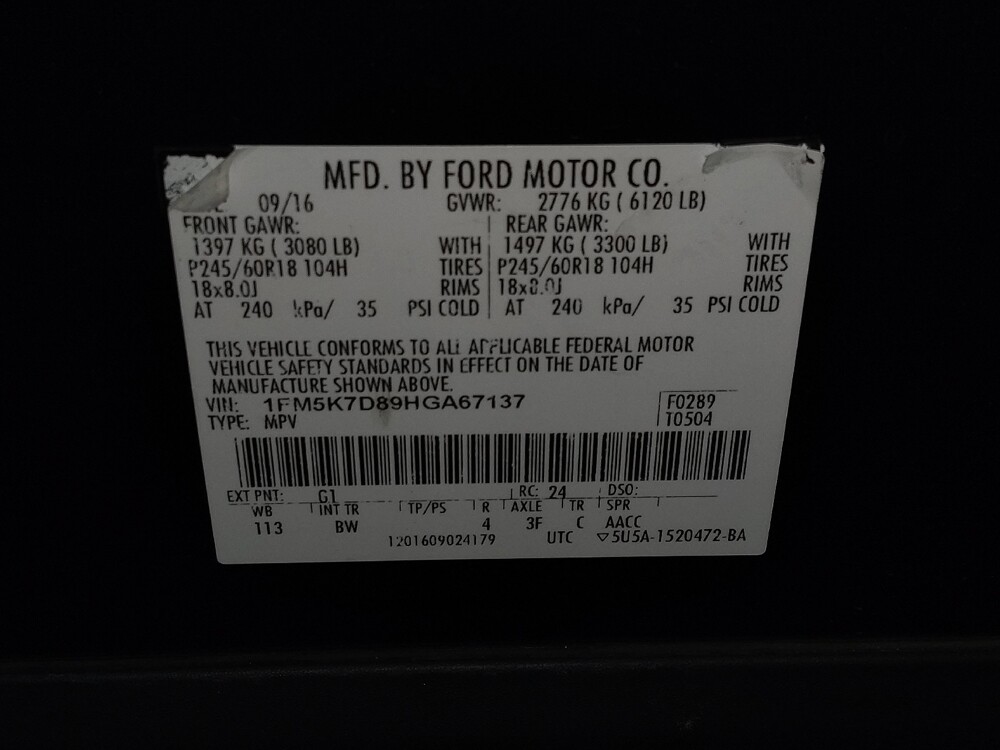 MFD. BY FORD MOTOR CO.
09/16 GVWR: 2776 KG ( 6120 LB)
FRONT GAWR: REAR GAWR:
1397 KG ( 3080 LB) WITH 1497 KG ( 3300 LB) WITH
P245/60R18 104H TIRES P245/60R18 104H TIRES
18x8.0J RIMS 18x8.0J RIMS
AT 240 kPa/ 35 PSI COLD AT 240 kPa/ 35 PSI COLD
THIS VEHICLE CONFORMS TO ALL APPLICABLE FEDERAL MOTOR
VEHICLE SAFETY STANDARDS IN EFFECT ON THE DATE OF
MANUFACTURE SHOWN ABOVE.
VIN: 1FM5K7D89HGA67137 F0289
TYPE: MPV T0504
EXT PNT: G1 RC: 24 DSO:
WB INT TR TP/PS R AXLE TR SPR
113 BW 4 3F C AACC
1201609024179 UTC ▽5U5A-1520472-BA